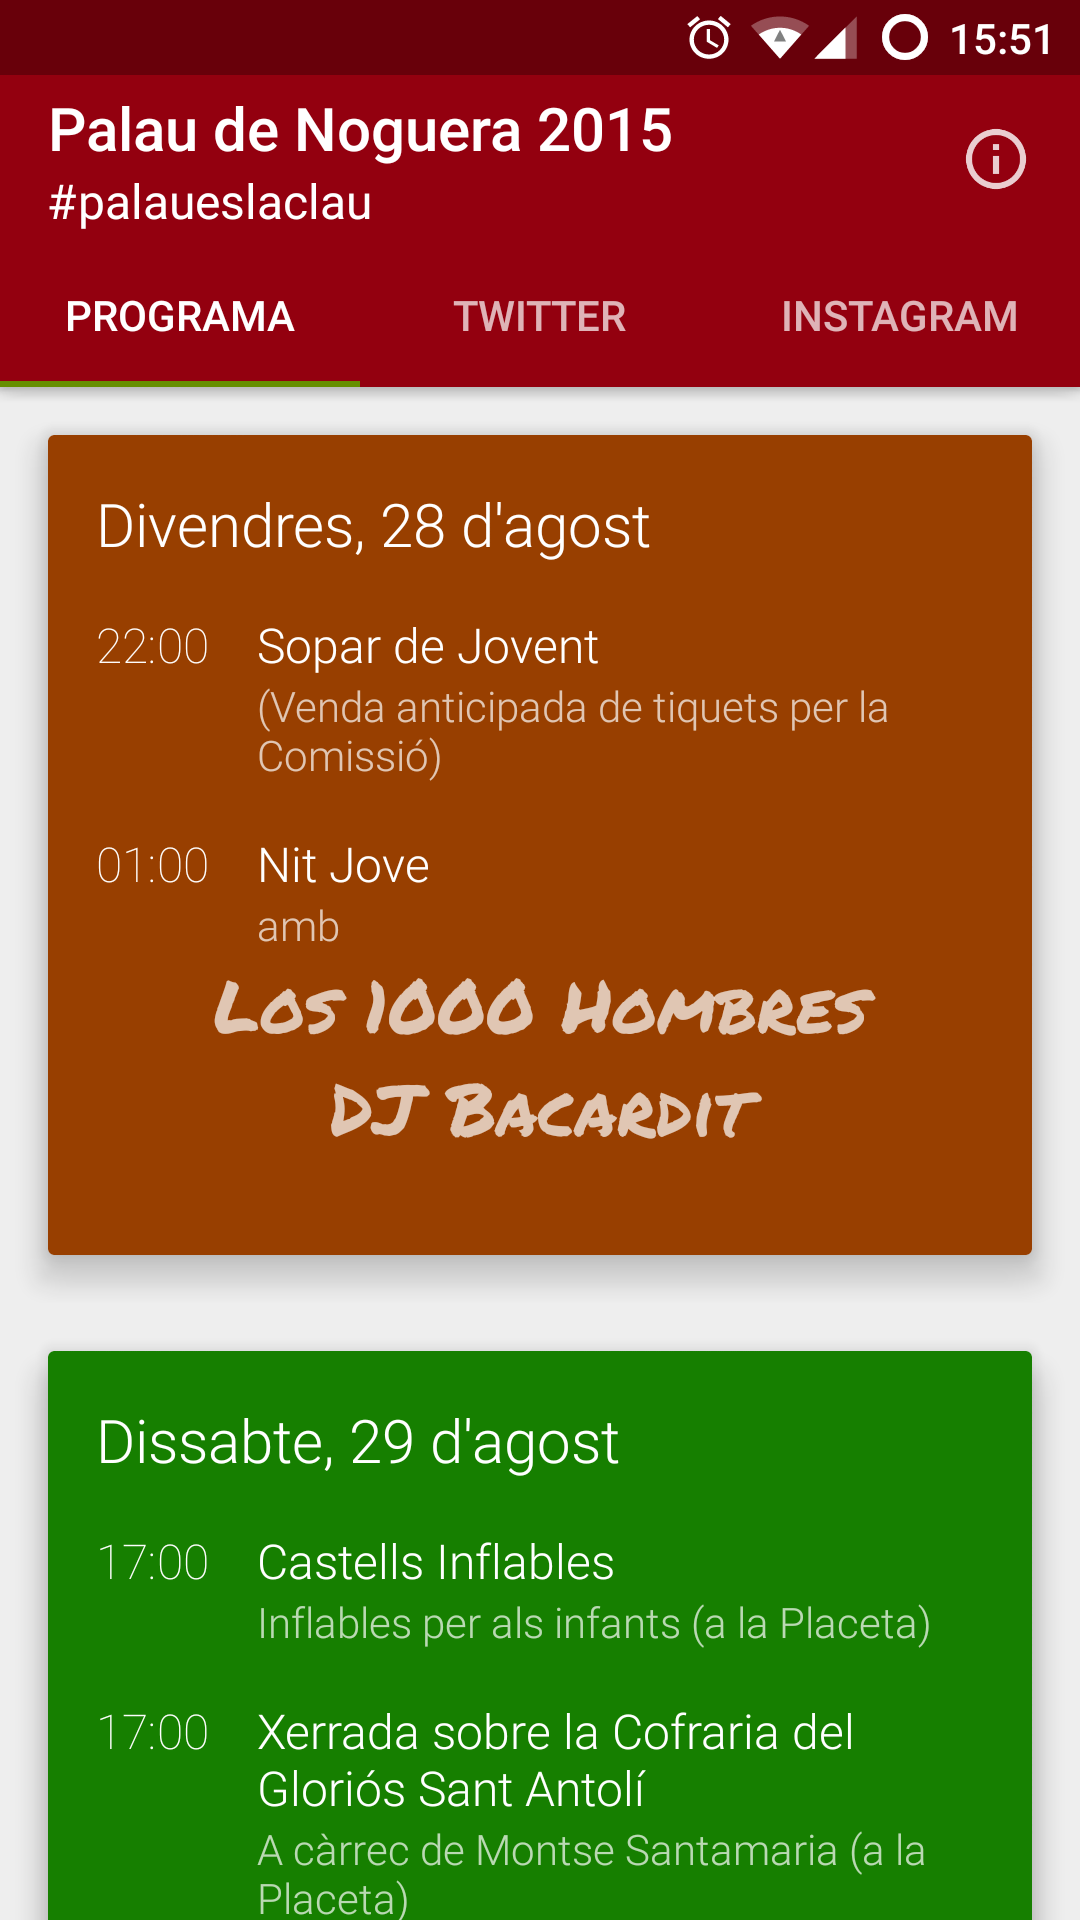 15:51
Palau de Noguera 2015
#palaueslaclau
PROGRAMA TWITTER INSTAGRAM
Divendres, 28 d'agost
22:00 Sopar de Jovent
(Venda anticipada de tiquets per la
Comissió)
01:00 Nit Jove
amb
Los 1000 Hombres
DJ Bacardit
Dissabte, 29 d'agost
17:00 Castells Inflables
Inflables per als infants (a la Placeta)
17:00 Xerrada sobre la Cofraria del
Gloriós Sant Antolí
A càrrec de Montse Santamaria (a la
Placeta)